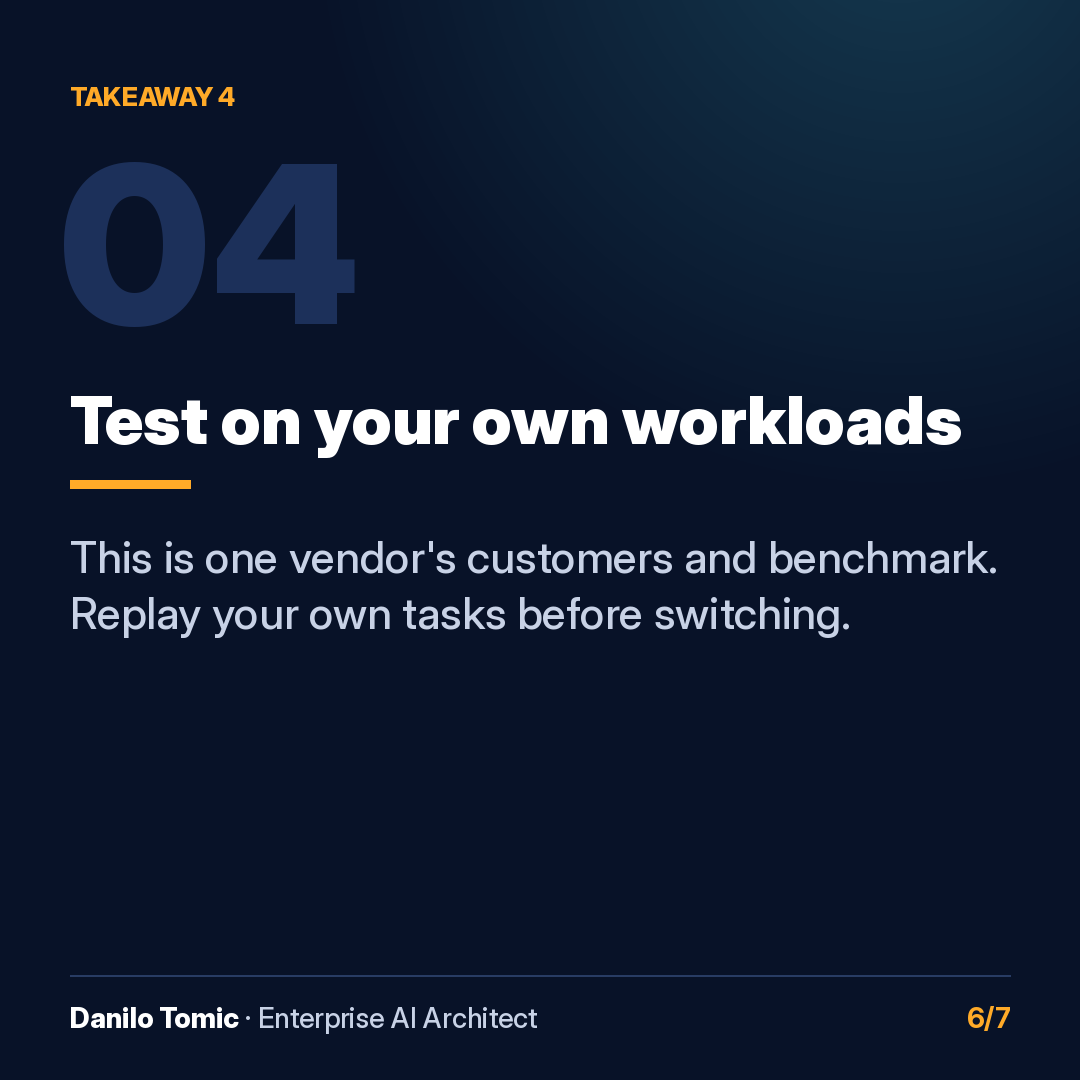 TAKEAWAY 4
04
Test on your own workloads
This is one vendor's customers and benchmark.
Replay your own tasks before switching.
Danilo Tomic · Enterprise AI Architect
6/7